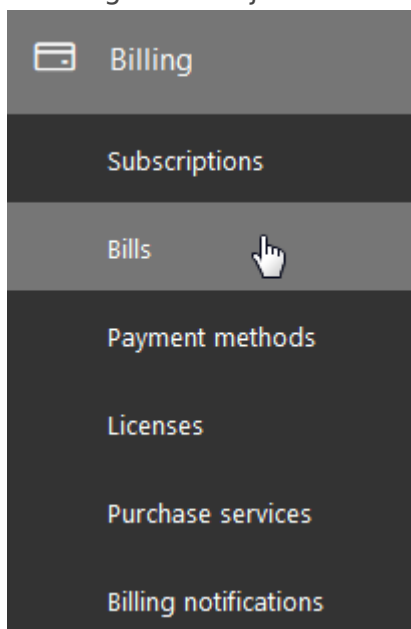 Billing
Subscriptions
Bills
Payment methods
Licenses
Purchase services
Billing notifications